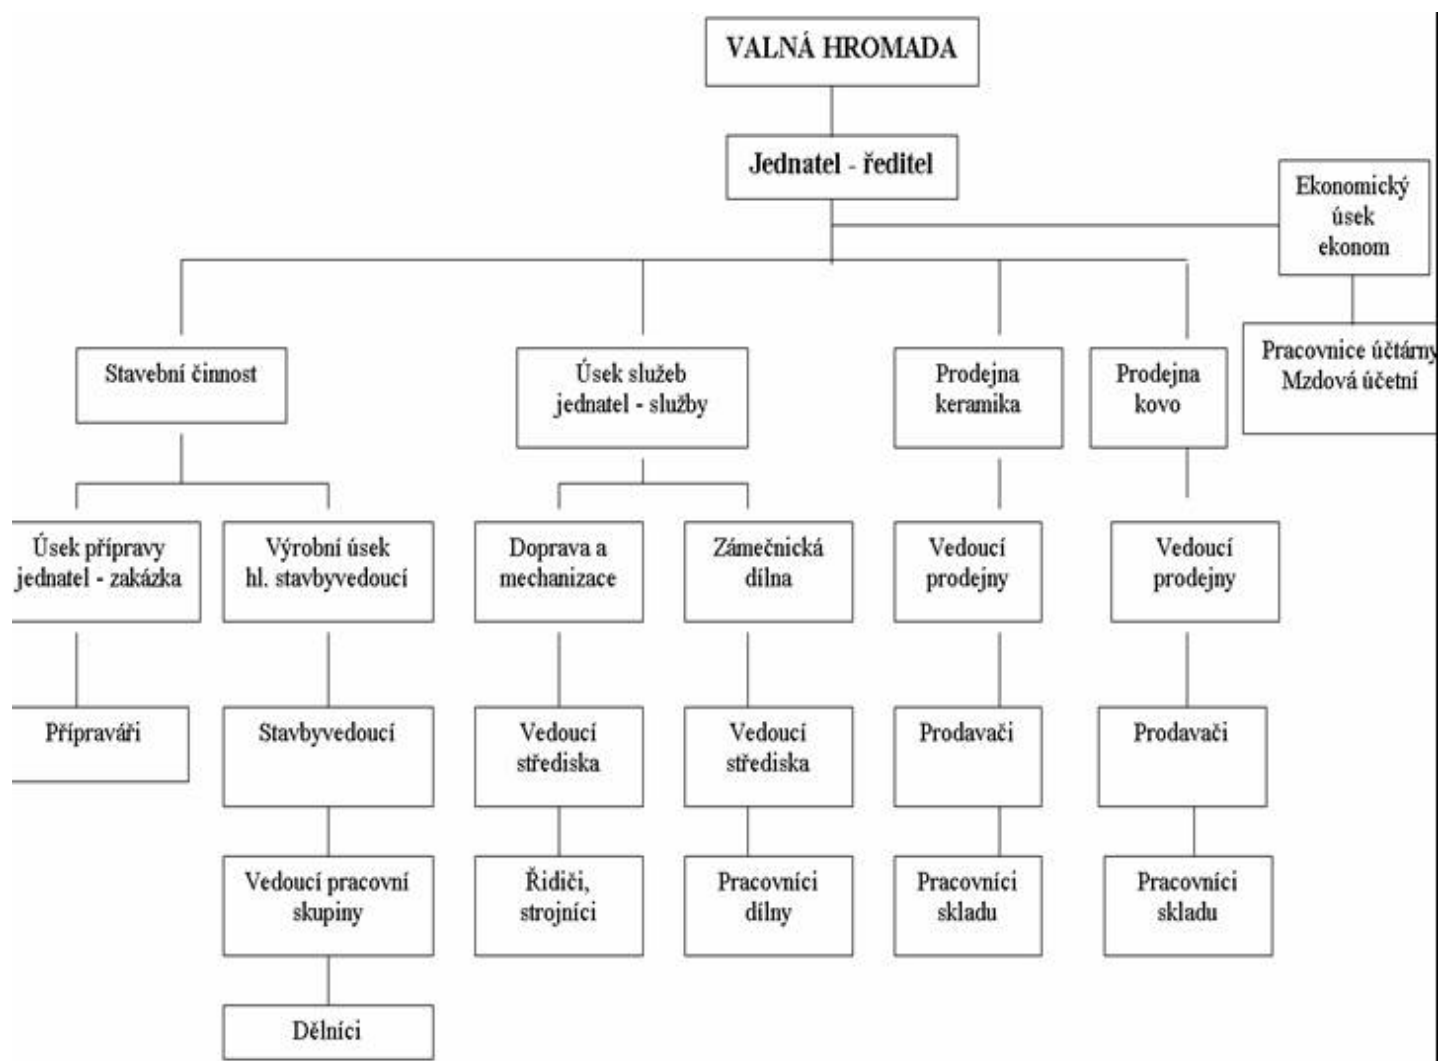 VALNÁ HROMADA
Jednatel - ředitel
Ekonomický
úsek
ekonom
Pracovnice účtárny
Mzdová účetní
Stavební činnost
Úsek služeb
jednatel - služby
Prodejna
keramika
Prodejna
kovo
Úsek přípravy
jednatel - zakázka
Výrobní úsek
hl. stavbyvedoucí
Doprava a
mechanizace
Zámečnická
dílna
Vedoucí
prodejny
Vedoucí
prodejny
Přípraváři
Stavbyvedoucí
Vedoucí
střediska
Vedoucí
střediska
Prodavači
Prodavači
Vedoucí pracovní
skupiny
Řidiči,
strojníci
Pracovníci
dílny
Pracovníci
skladu
Pracovníci
skladu
Dělníci